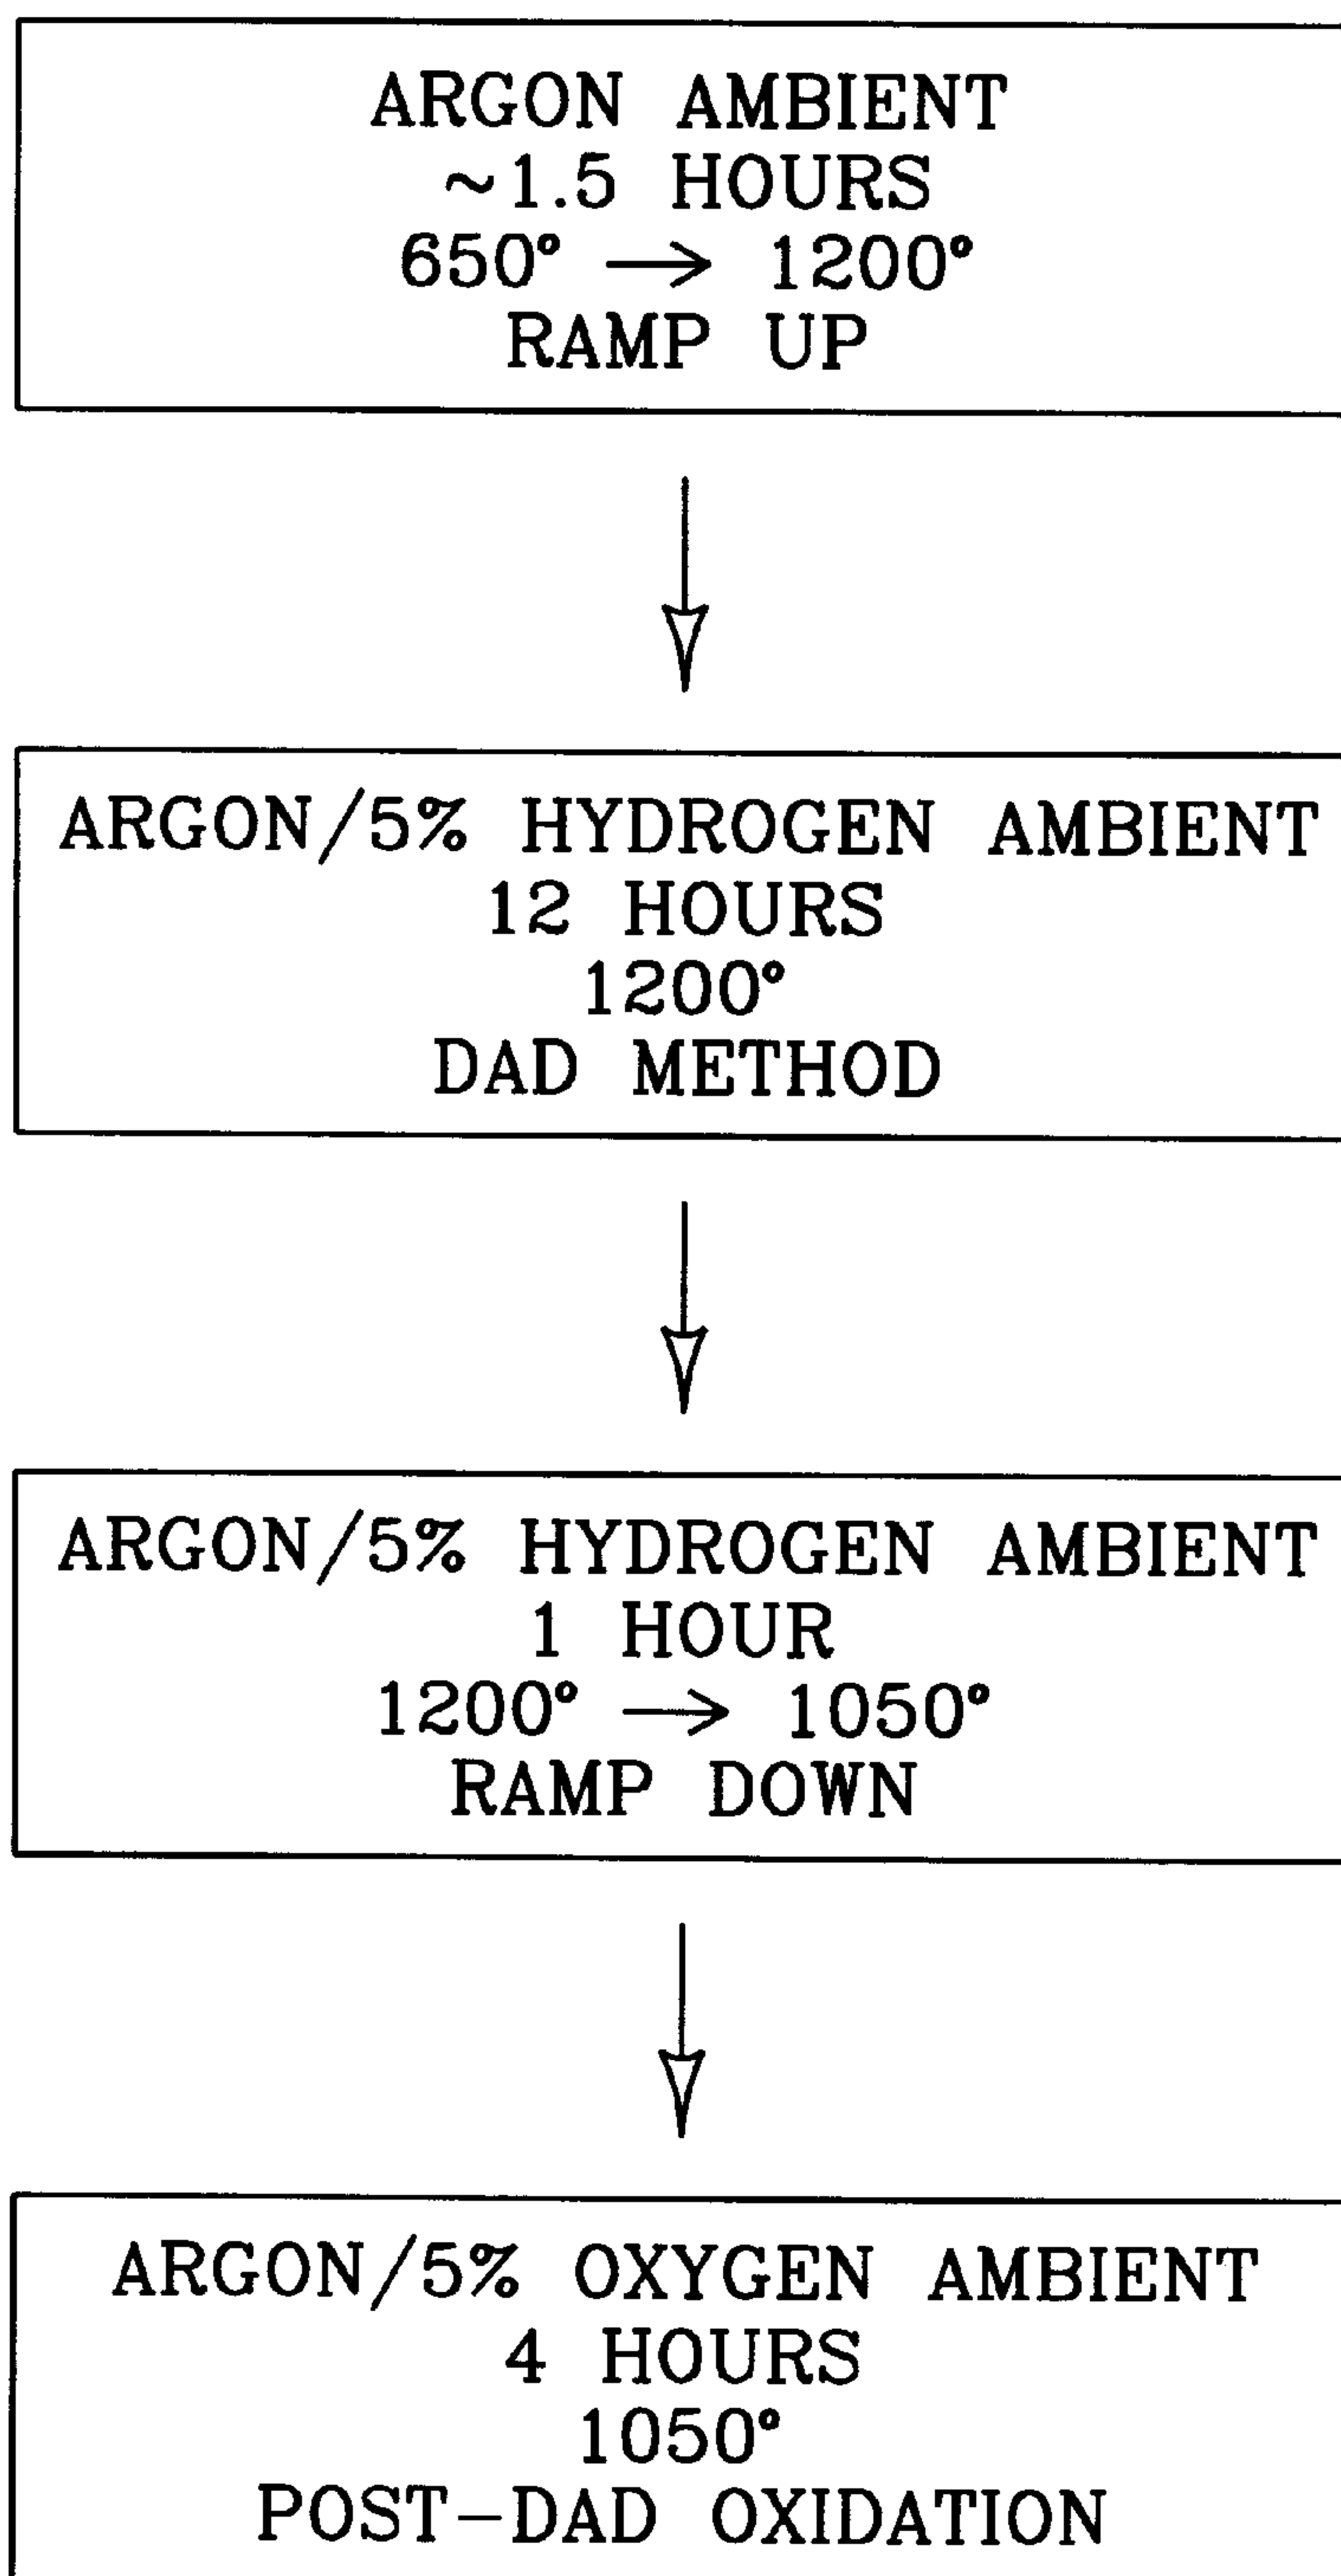 ARGON AMBIENT
~1.5 HOURS
650° → 1200°
RAMP UP
ARGON/5% HYDROGEN AMBIENT
12 HOURS
1200°
DAD METHOD
ARGON/5% HYDROGEN AMBIENT
1 HOUR
1200° → 1050°
RAMP DOWN
ARGON/5% OXYGEN AMBIENT
4 HOURS
1050°
POST-DAD OXIDATION